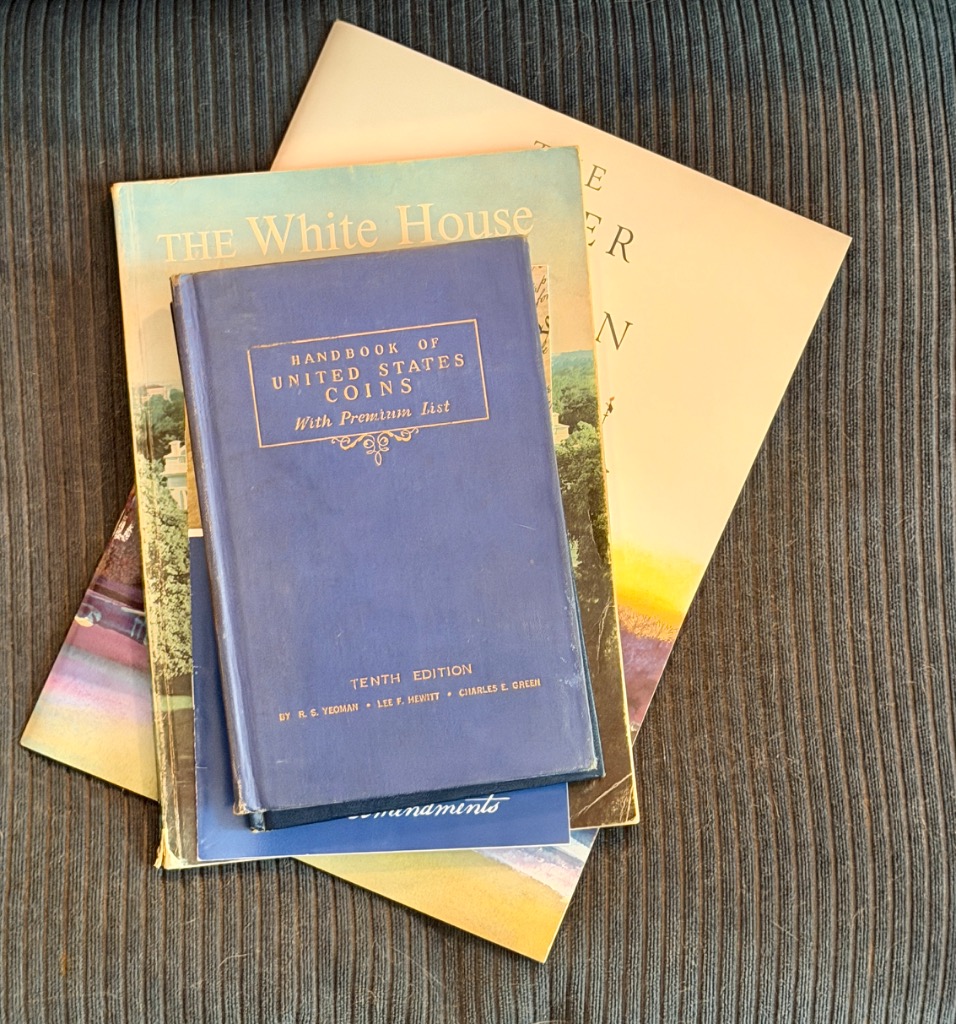 THE White House
HANDBOOK OF
UNITED STATES
COINS
With Premium List
TENTH EDITION
BY R. S. YEOMAN • LEE F. HEWITT • CHARLES E. GREEN